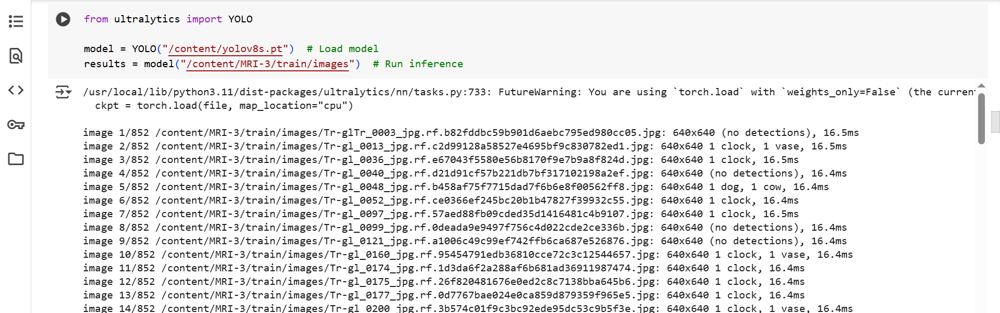 from ultralytics import YOLO
model = YOLO("/content/yolov8s.pt")  # Load model
results = model("/content/MRI-3/train/images")  # Run inference
/usr/local/lib/python3.11/dist-packages/ultralytics/nn/tasks.py:733: FutureWarning: You are using `torch.load` with `weights_only=False` (the current
ckpt = torch.load(file, map_location="cpu")
image 1/852 /content/MRI-3/train/images/Tr-glTr_0003_jpg.rf.b82fddbc59b901d6aebc795ed980cc05.jpg: 640x640 (no detections), 16.5ms
image 2/852 /content/MRI-3/train/images/Tr-gl_0013_jpg.rf.c2d99128a58527e4695bf9c830782ed1.jpg: 640x640 1 clock, 1 vase, 16.5ms
image 3/852 /content/MRI-3/train/images/Tr-gl_0036_jpg.rf.e67043f5580e56b8170f9e7b9a8f824d.jpg: 640x640 1 clock, 16.5ms
image 4/852 /content/MRI-3/train/images/Tr-gl_0040_jpg.rf.d21d91cf57b221db7bf317102198a2ef.jpg: 640x640 (no detections), 16.4ms
image 5/852 /content/MRI-3/train/images/Tr-gl_0048_jpg.rf.b458af75f7715dad7f6b6e8f00562ff8.jpg: 640x640 1 dog, 1 cow, 16.4ms
image 6/852 /content/MRI-3/train/images/Tr-gl_0052_jpg.rf.ce0366ef245bc20b1b47827f39932c55.jpg: 640x640 1 clock, 16.4ms
image 7/852 /content/MRI-3/train/images/Tr-gl_0097_jpg.rf.57aed88fb09cded35d1416481c4b9107.jpg: 640x640 1 clock, 16.5ms
image 8/852 /content/MRI-3/train/images/Tr-gl_0099_jpg.rf.0deada9e9497f756c4d022cde2ce336b.jpg: 640x640 (no detections), 16.4ms
image 9/852 /content/MRI-3/train/images/Tr-gl_0121_jpg.rf.a1006c49c99ef742ffb6ca687e526876.jpg: 640x640 (no detections), 16.4ms
image 10/852 /content/MRI-3/train/images/Tr-gl_0160_jpg.rf.95454791edb36810cce72c3c12544657.jpg: 640x640 1 clock, 1 vase, 16.4ms
image 11/852 /content/MRI-3/train/images/Tr-gl_0174_jpg.rf.1d3da6f2a288af6b681ad36911987474.jpg: 640x640 1 clock, 16.4ms
image 12/852 /content/MRI-3/train/images/Tr-gl_0175_jpg.rf.26f820481676e0ed2c8c7138bba645b6.jpg: 640x640 1 clock, 16.4ms
image 13/852 /content/MRI-3/train/images/Tr-gl_0177_jpg.rf.0d7767bae024e0ca859d879359f965e5.jpg: 640x640 1 clock, 16.4ms
image 14/852 /content/MRI-3/train/images/Tr-gl_0200_jpg.rf.3b574c01f9c3bc92ede95dc53c9b5f3e.jpg: 640x640 1 clock, 1 vase, 16.4ms